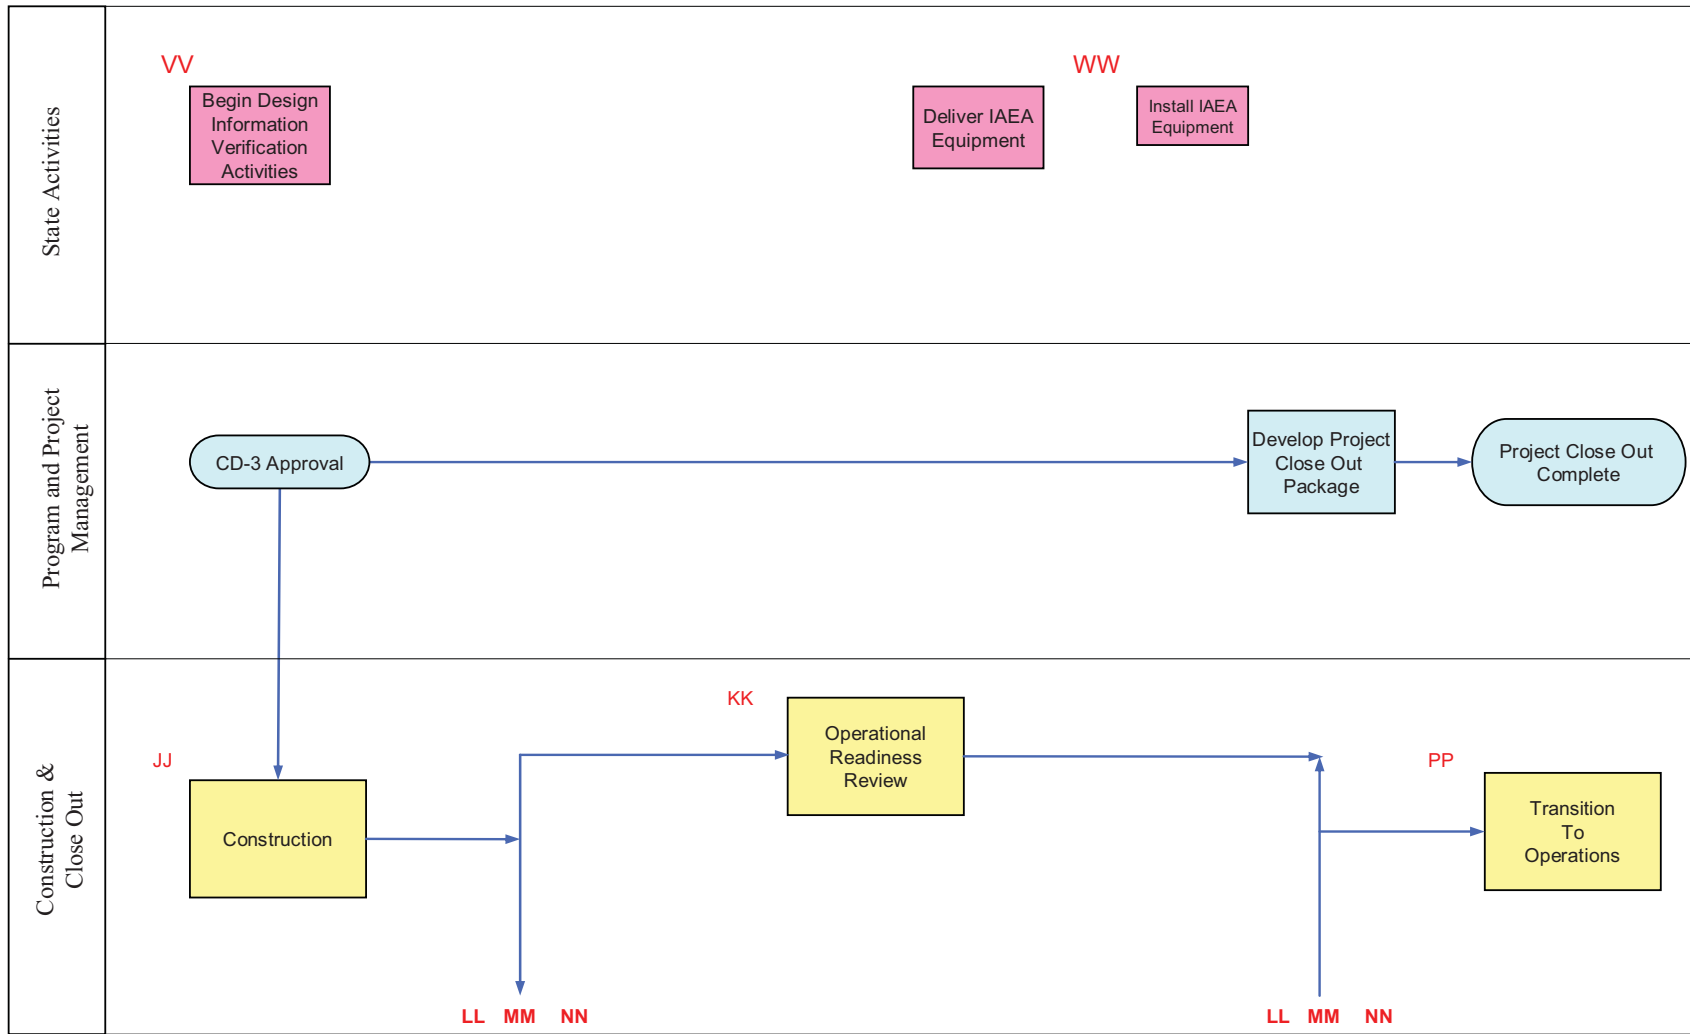 State Activities
VV
Begin Design
Information
Verification
Activities
Deliver IAEA
Equipment
WW
Install IAEA
Equipment
Program and Project
Management
CD-3 Approval
Develop Project
Close Out
Package
Project Close Out
Complete
Construction &
Close Out
JJ
Construction
KK
Operational
Readiness
Review
PP
Transition
To
Operations
LL MM NN
LL MM NN